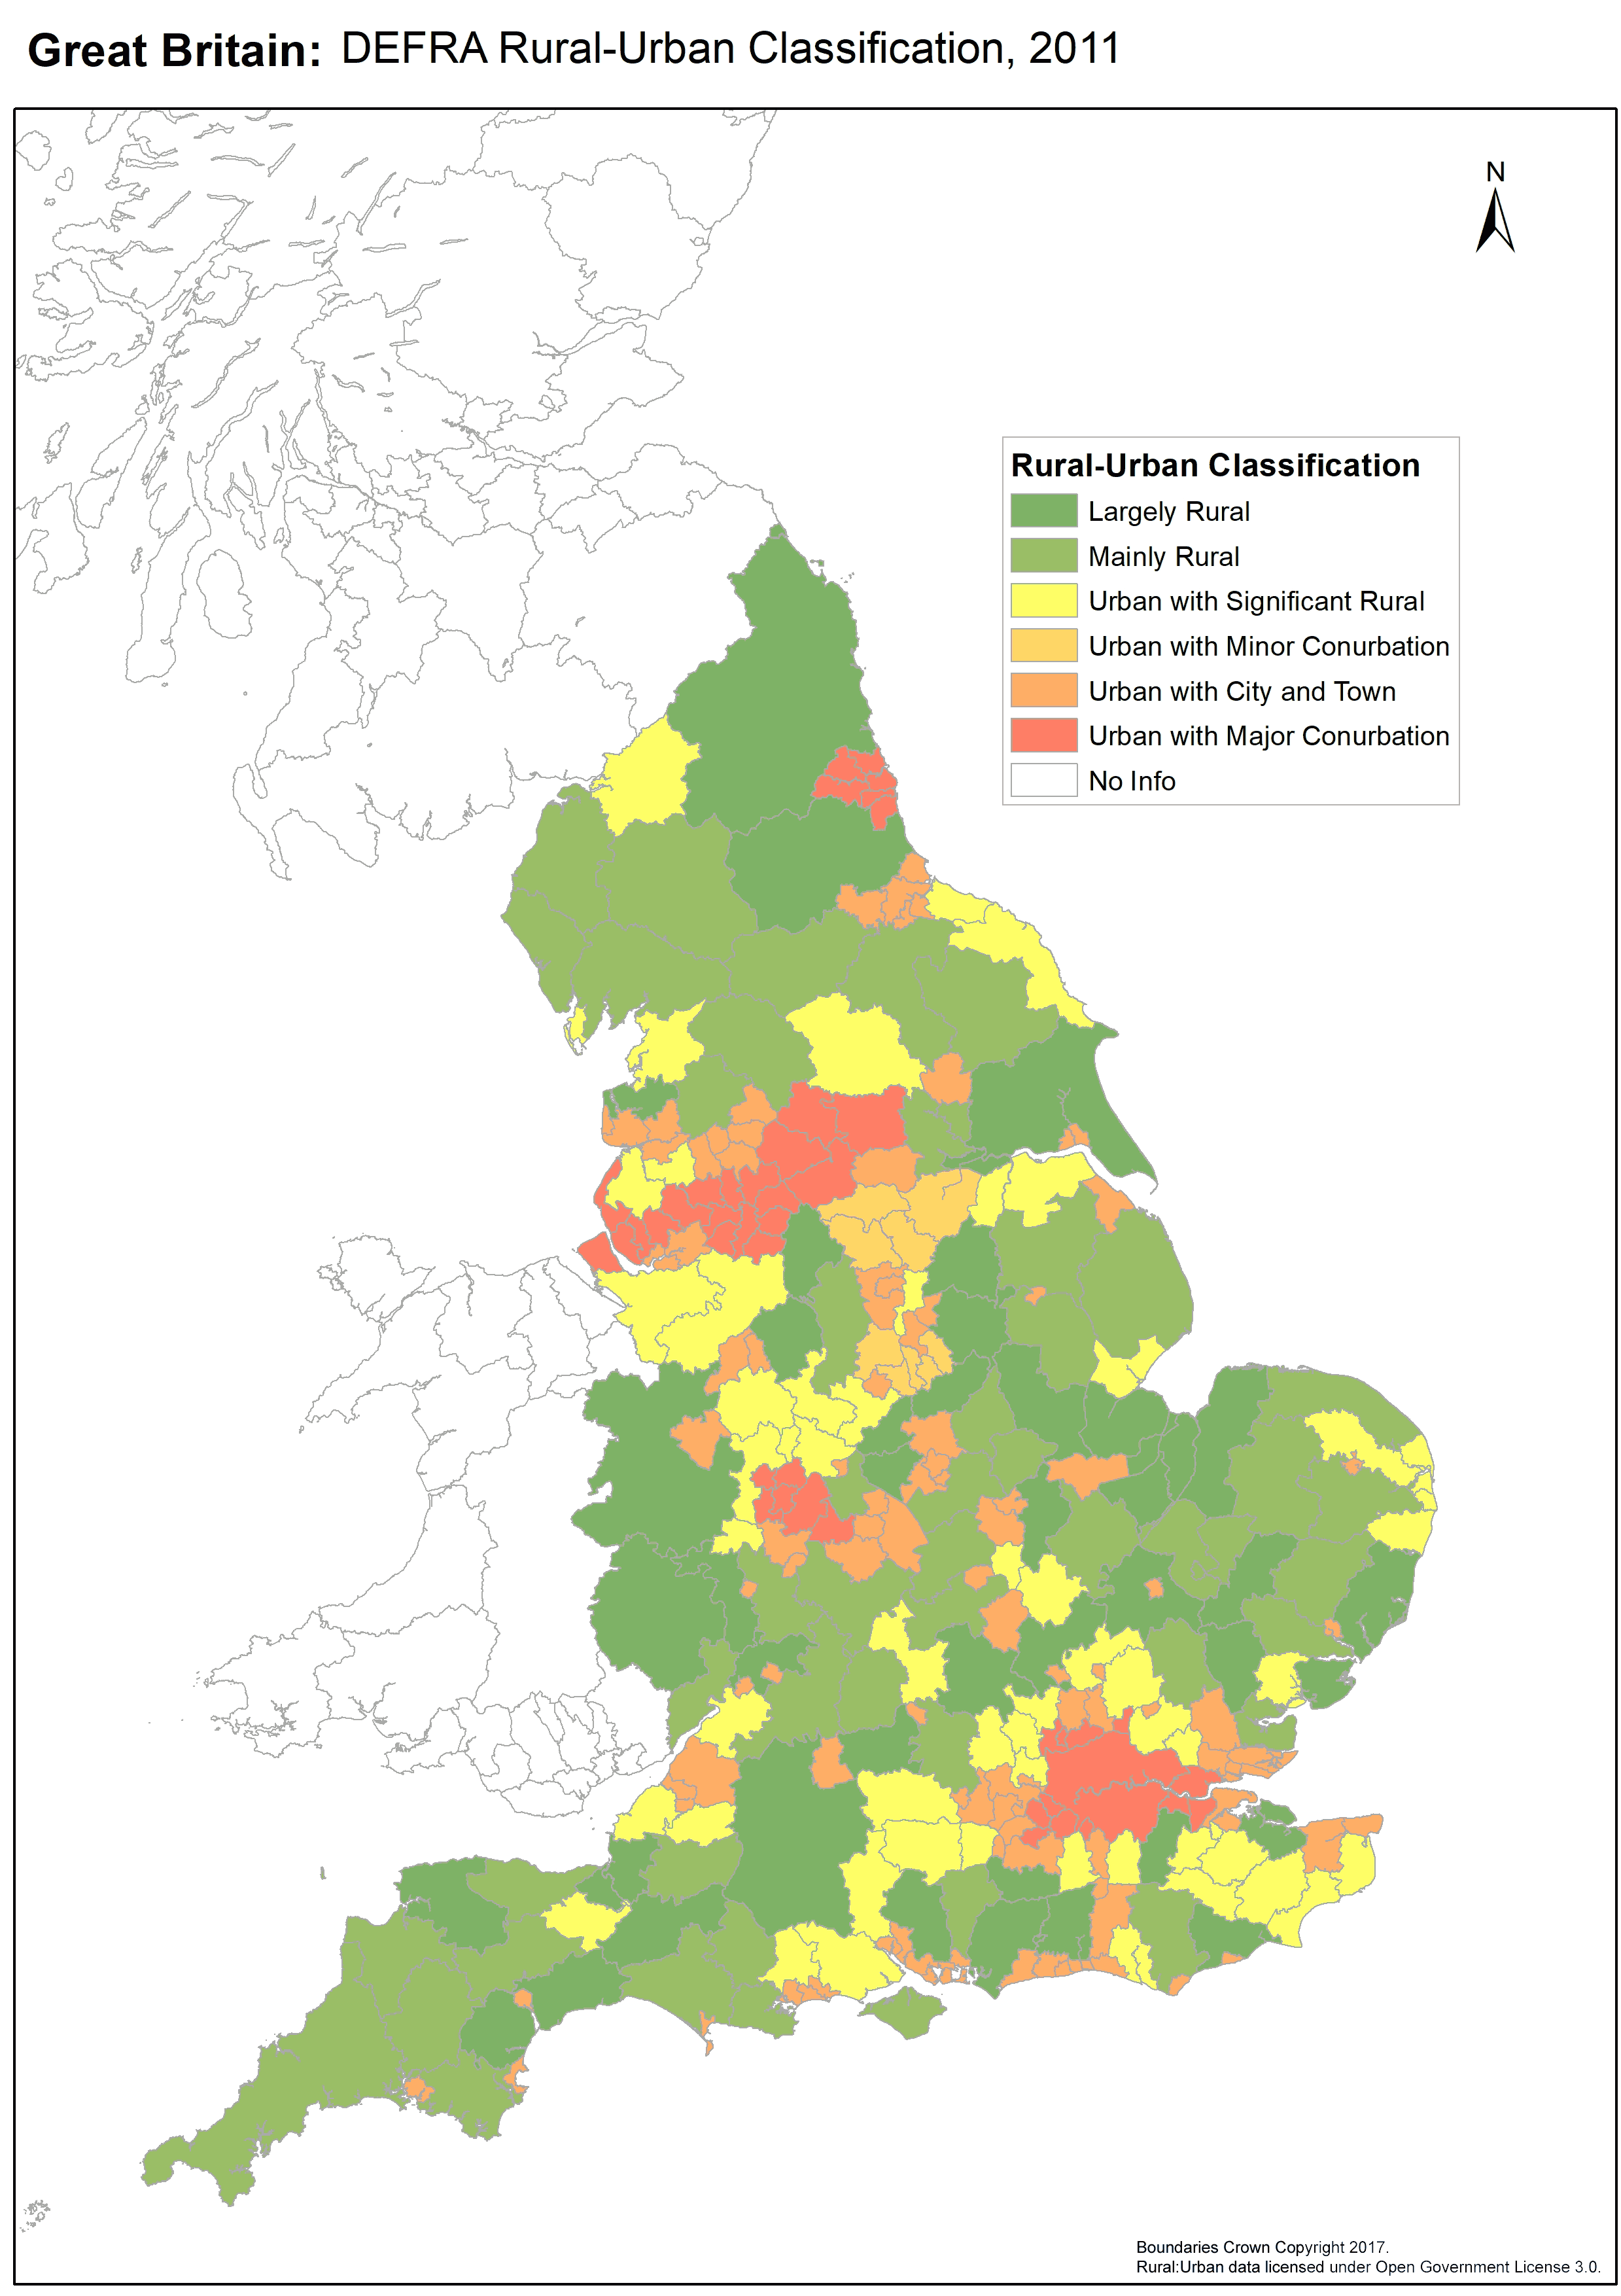 Great Britain: DEFRA Rural-Urban Classification, 2011
N
Rural-Urban Classification
Largely Rural
Mainly Rural
Urban with Significant Rural
Urban with Minor Conurbation
Urban with City and Town
Urban with Major Conurbation
No Info
Boundaries Crown Copyright 2017.
Rural:Urban data licensed under Open Government License 3.0.